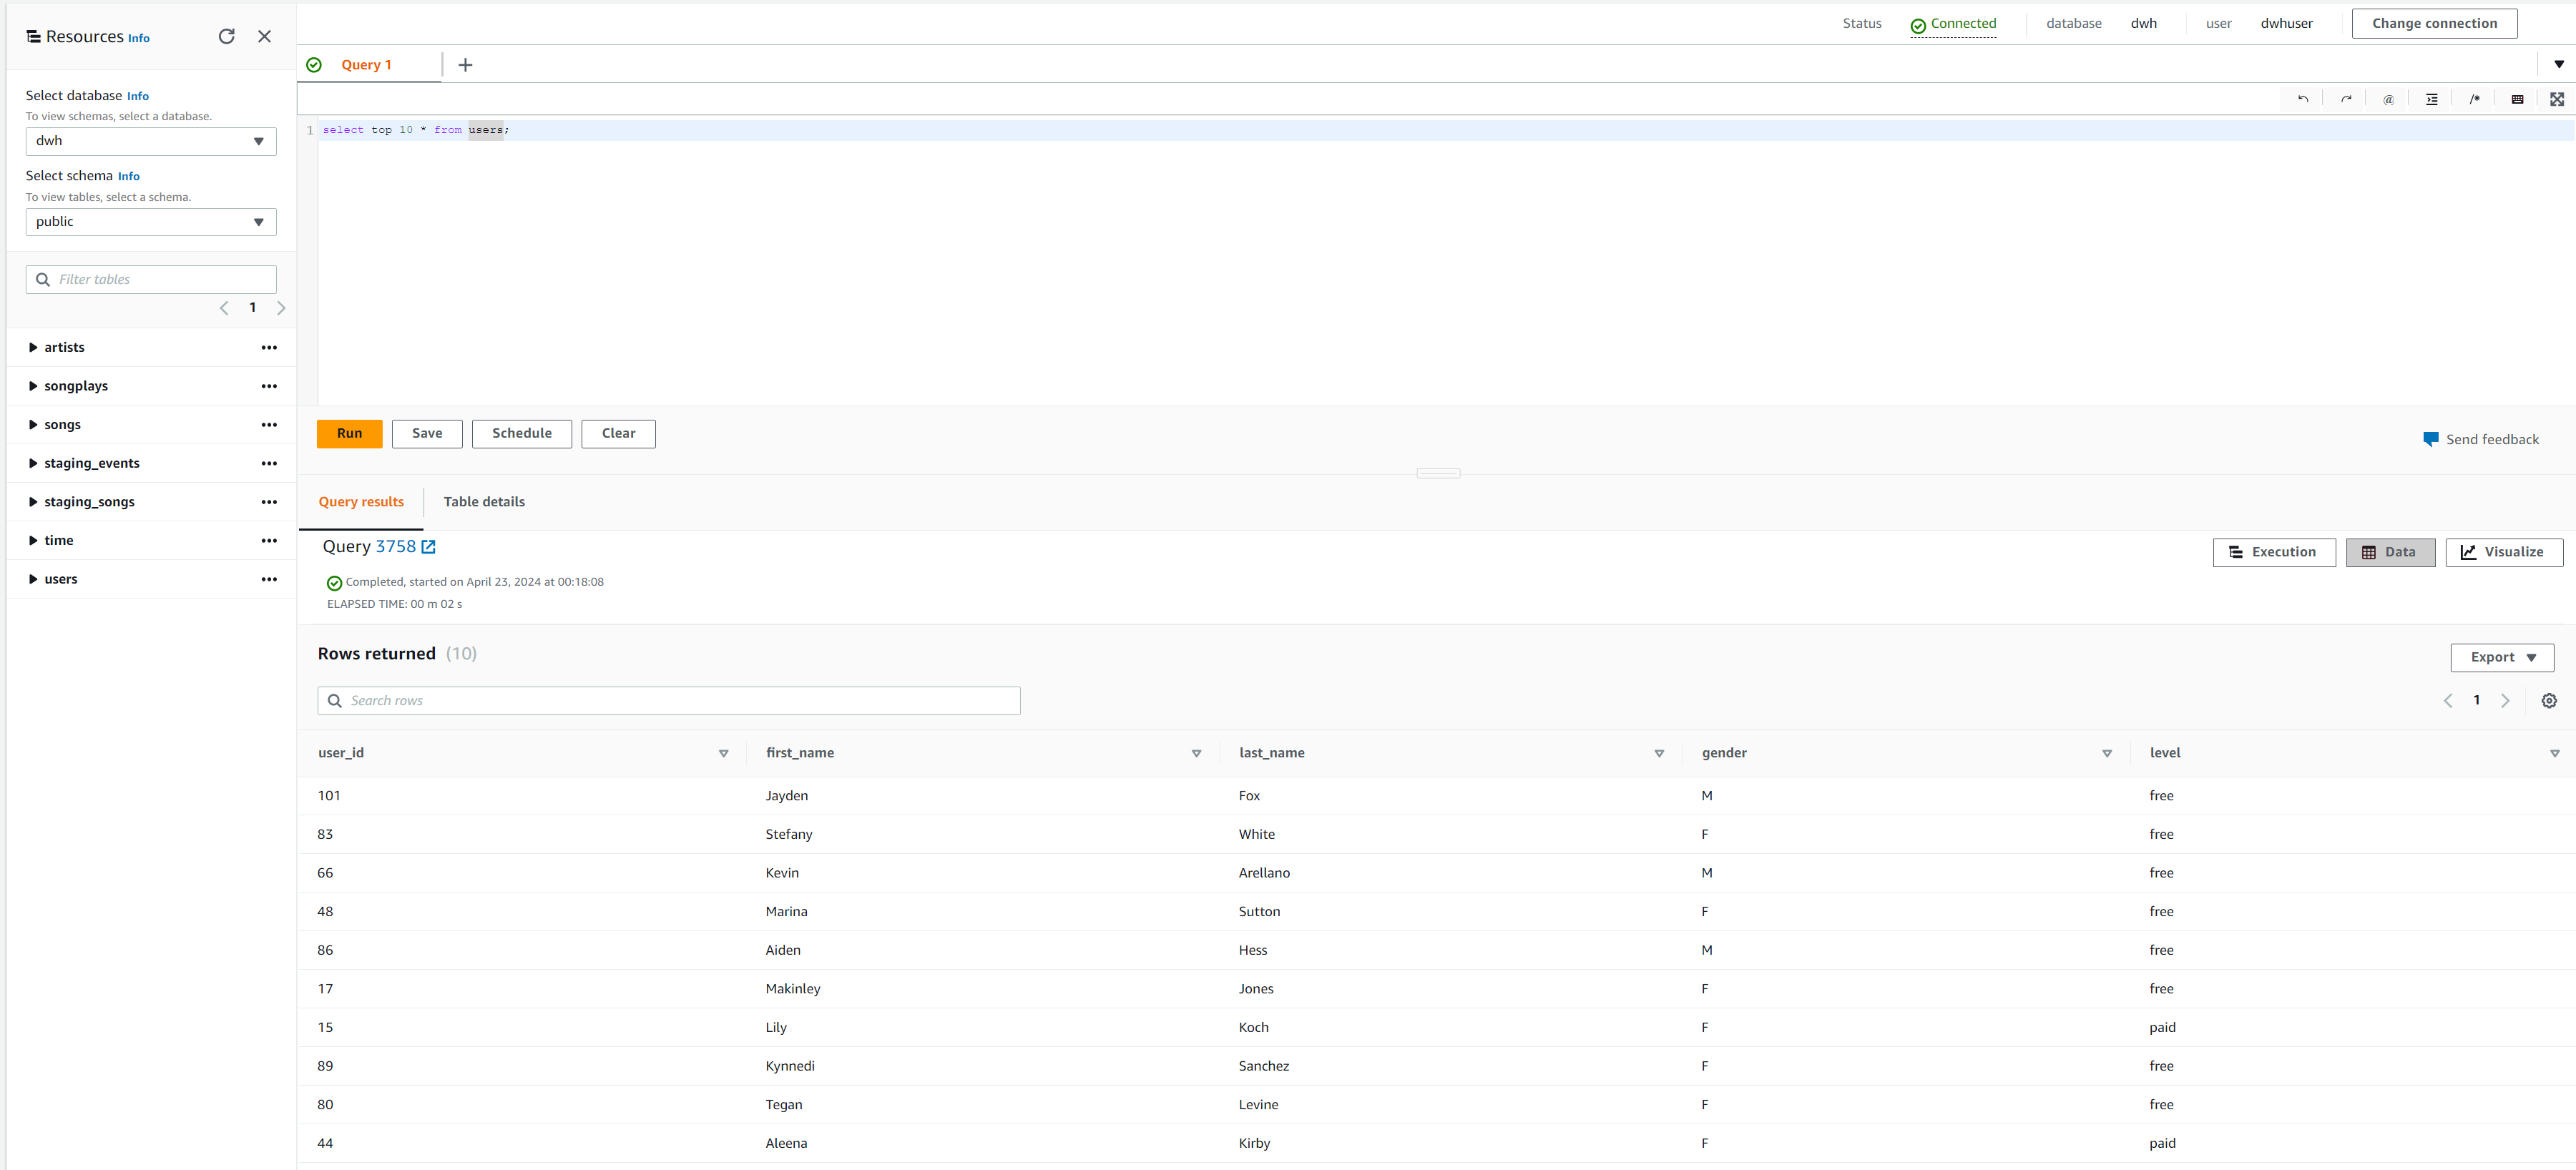 Resources Info
Status Connected database dwh user dwhuser Change connection
Query 1
Select database Info
To view schemas, select a database.
dwh
Select schema Info
To view tables, select a schema.
public
Filter tables
1
artists
songplays
songs
staging_events
staging_songs
time
users
@ /*
1 select top 10 * from users;
Run Save Schedule Clear
Send feedback
Query results Table details
Query 3758
Execution Data Visualize
Completed, started on April 23, 2024 at 00:18:08
ELAPSED TIME: 00 m 02 s
Rows returned (10)
Export
Search rows
1
user_id first_name last_name gender level
101 Jayden Fox M free
83 Stefany White F free
66 Kevin Arellano M free
48 Marina Sutton F free
86 Aiden Hess M free
17 Makinley Jones F free
15 Lily Koch F paid
89 Kynnedi Sanchez F free
80 Tegan Levine F free
44 Aleena Kirby F paid